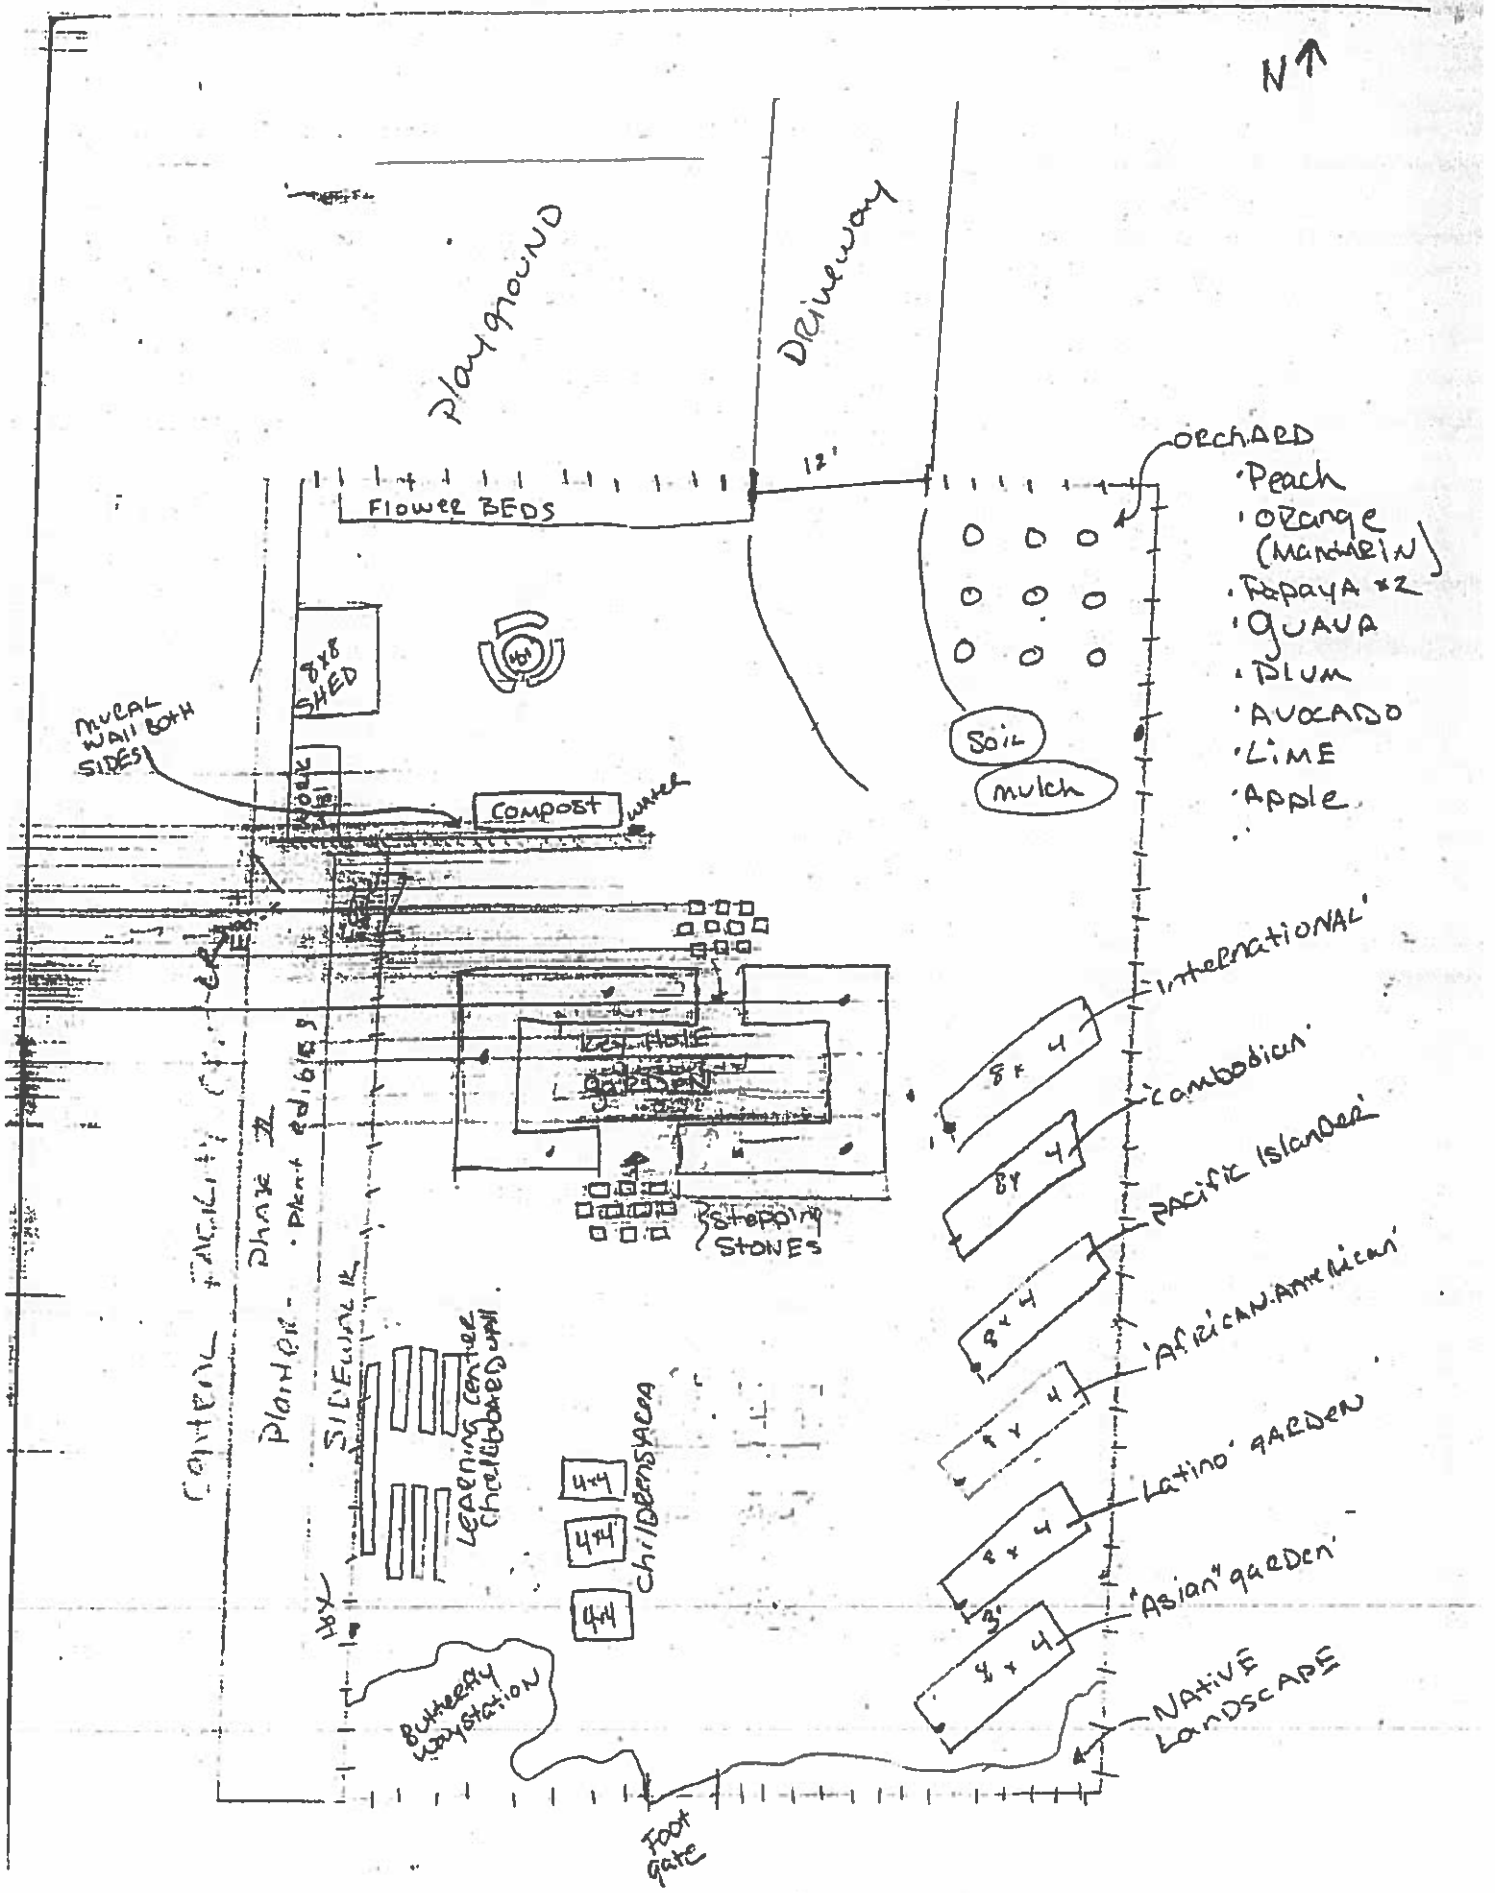 N
Playground
Driveway
12'
ORCHARD
·Peach
·Orange
(Mandarin)
·Papaya x2
·guava
·Plum
·AVOCADO
·Lime
·Apple
Flower BEDS
8x8
SHED
MURAL
WALL BOTH
SIDES
WORK
Compost
water
Soil
mulch
Key Hole
garden
Stepping
STONES
Phase II
Planter
· Plant edibles
SIDEWALK
LEARNING CENTER
Chalkboard wall
4x4
4x4
4x4
Childrens Area
8 x 4
"International"
8x 4
"Cambodian"
8 x 4
"Pacific Islander"
8 x 4
"African.American"
8 x 4
"Latino" garden
3'
8 x 4
"Asian" garden
NATIVE
LANDSCAPE
Butterfly
Waystation
Foot
gate